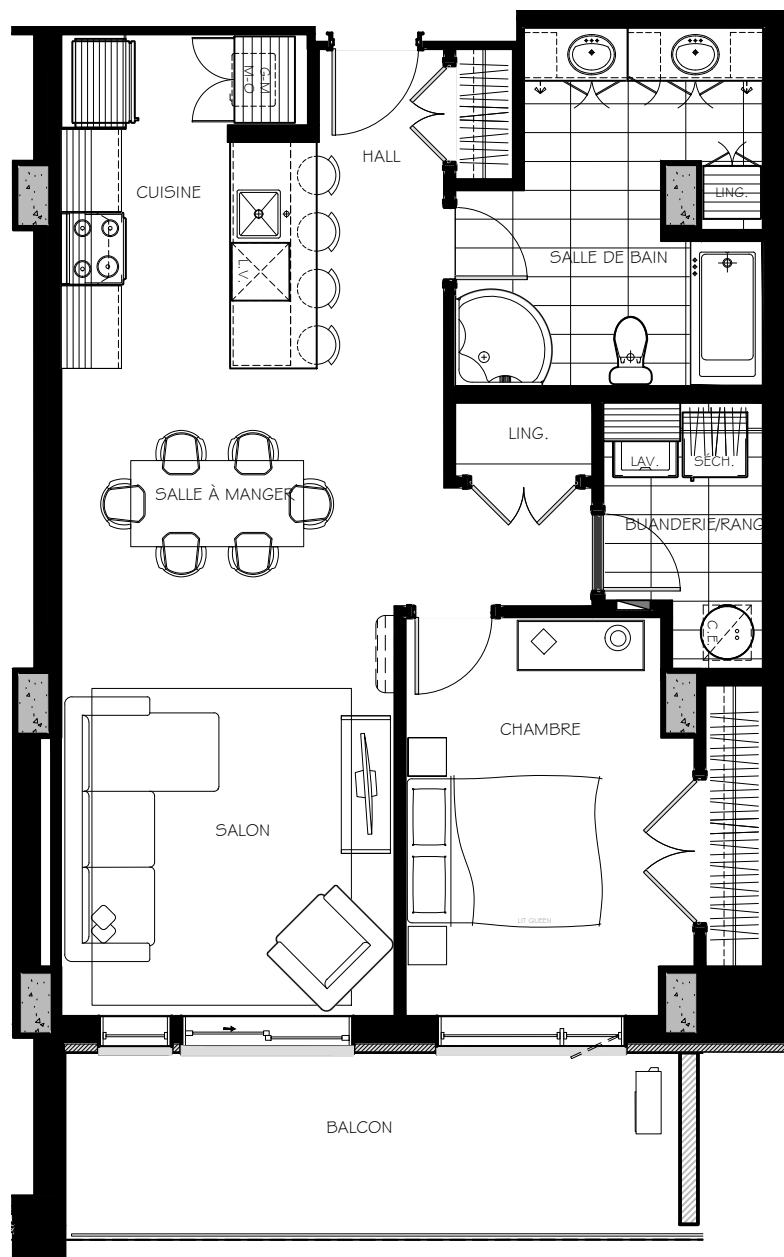 G-M
M-O
HALL
CUISINE
LING.
L.V.
SALLE DE BAIN
LING.
LAV.
SÉCH.
SALLE À MANGER
BUANDERIE/RANG
C.E.
CHAMBRE
SALON
LIT QUEEN
BALCON